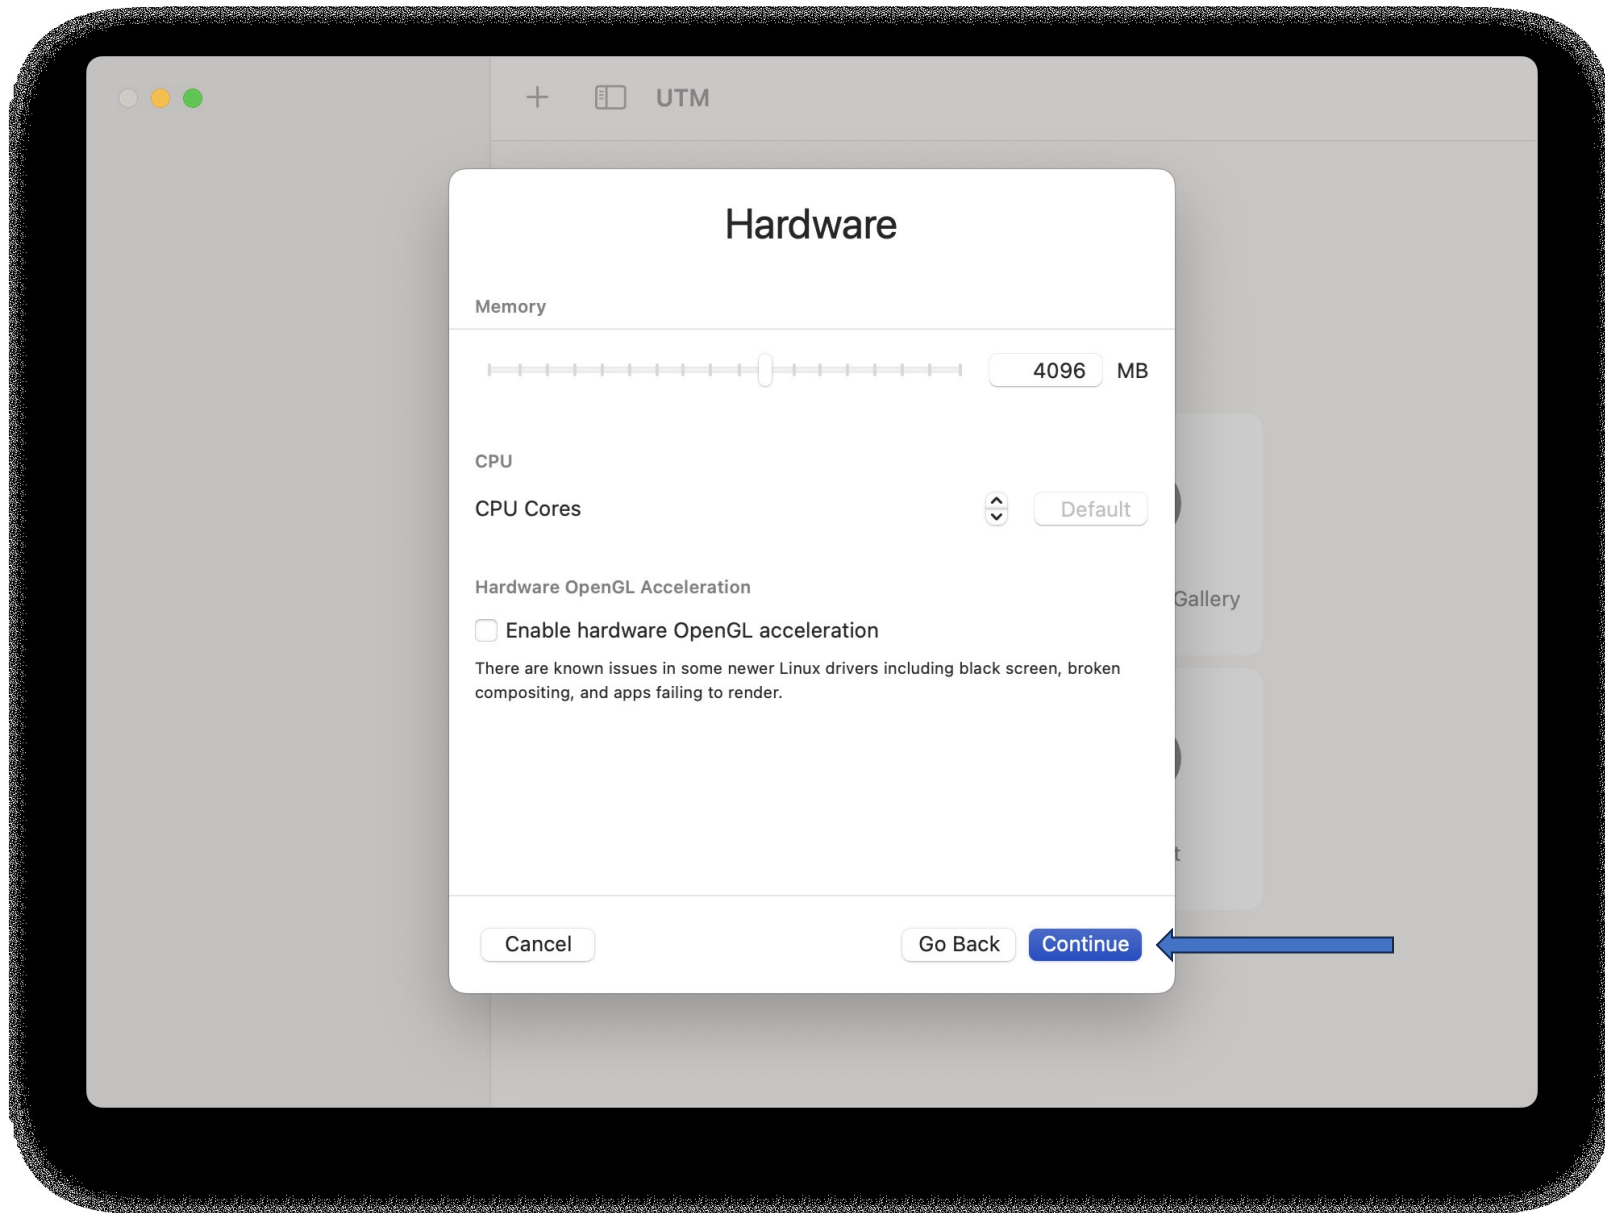 UTM
Hardware
Memory
4096 MB
CPU
CPU Cores
Default
Hardware OpenGL Acceleration
Enable hardware OpenGL acceleration
There are known issues in some newer Linux drivers including black screen, broken
compositing, and apps failing to render.
Gallery
t
Cancel
Go Back
Continue